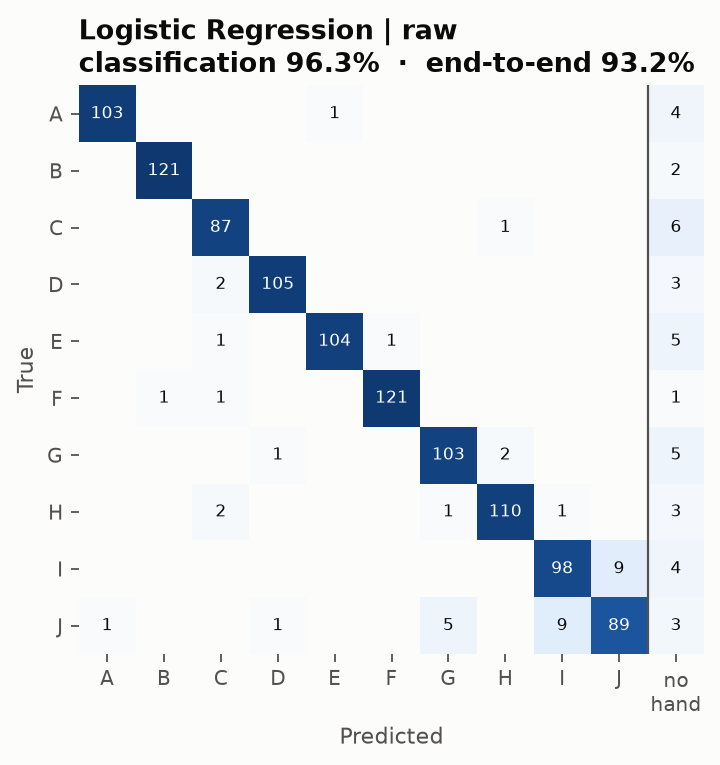 Logistic Regression | raw
classification 96.3%  ·  end-to-end 93.2%
A 103 1 4
B 121 2
C 87 1 6
D 2 105 3
E 1 104 1 5
F 1 1 121 1
G 1 103 2 5
H 2 1 110 1 3
I 98 9 4
J 1 1 5 9 89 3
True
A B C D E F G H I J no
hand
Predicted